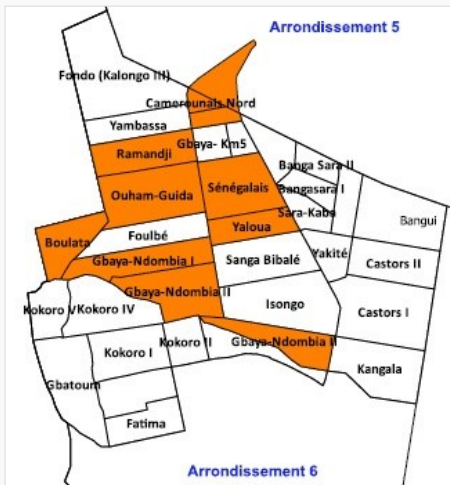 Arrondissement 5
Fondo (Kalongo III)
Camerounals Nord
Yambassa
Gbaya- Km5
Ramandji
Banga Sara II
Ouham-Guida
Sénégalais
Bangasara I
Sara-Kaba
Bangui
Boulata
Foulbé
Yaloua
Yakité
Gbaya-Ndombia I
Sanga Bibalé
Castors II
Gbaya-Ndombia II
Isongo
Kokoro V
Kokoro IV
Castors I
Kokoro I
Kokoro II
Gbaya-Ndombia II
Kangala
Gbatoum
Fatima
Arrondissement 6